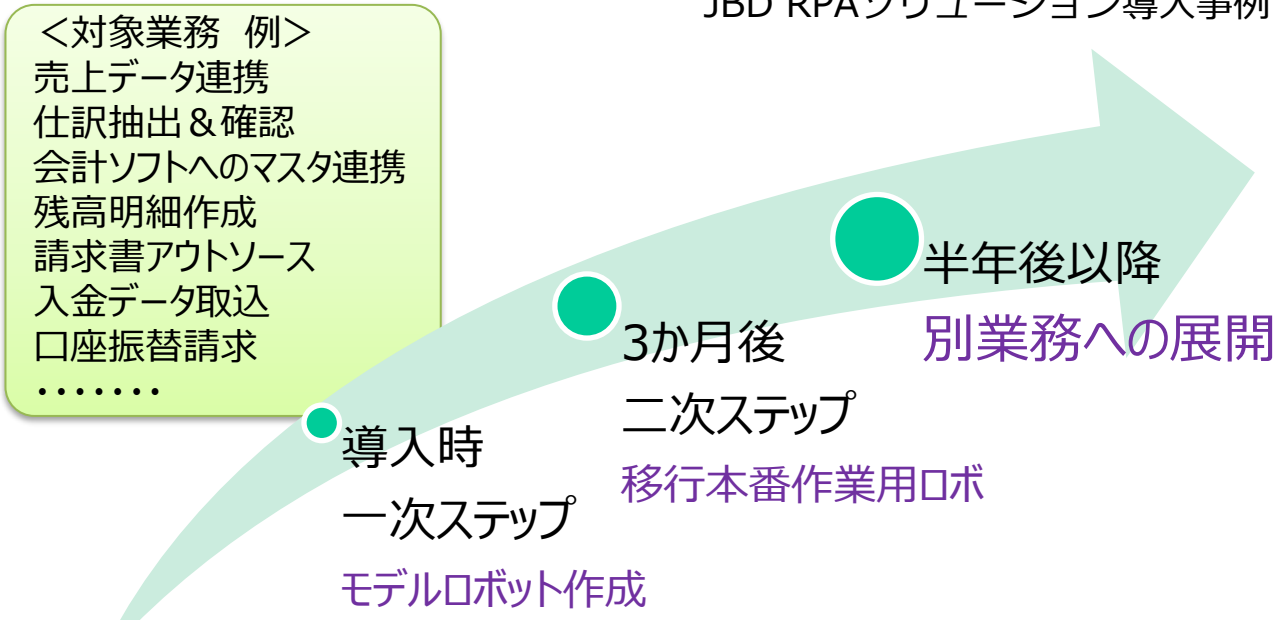 JBD RPAソリューション導入事例
＜対象業務 例＞
売上データ連携
仕訳抽出＆確認
会計ソフトへのマスタ連携
残高明細作成
請求書アウトソース
入金データ取込
口座振替請求
・・・・・・・
導入時
一次ステップ
モデルロボット作成
3か月後
二次ステップ
移行本番作業用ロボ
半年後以降
別業務への展開